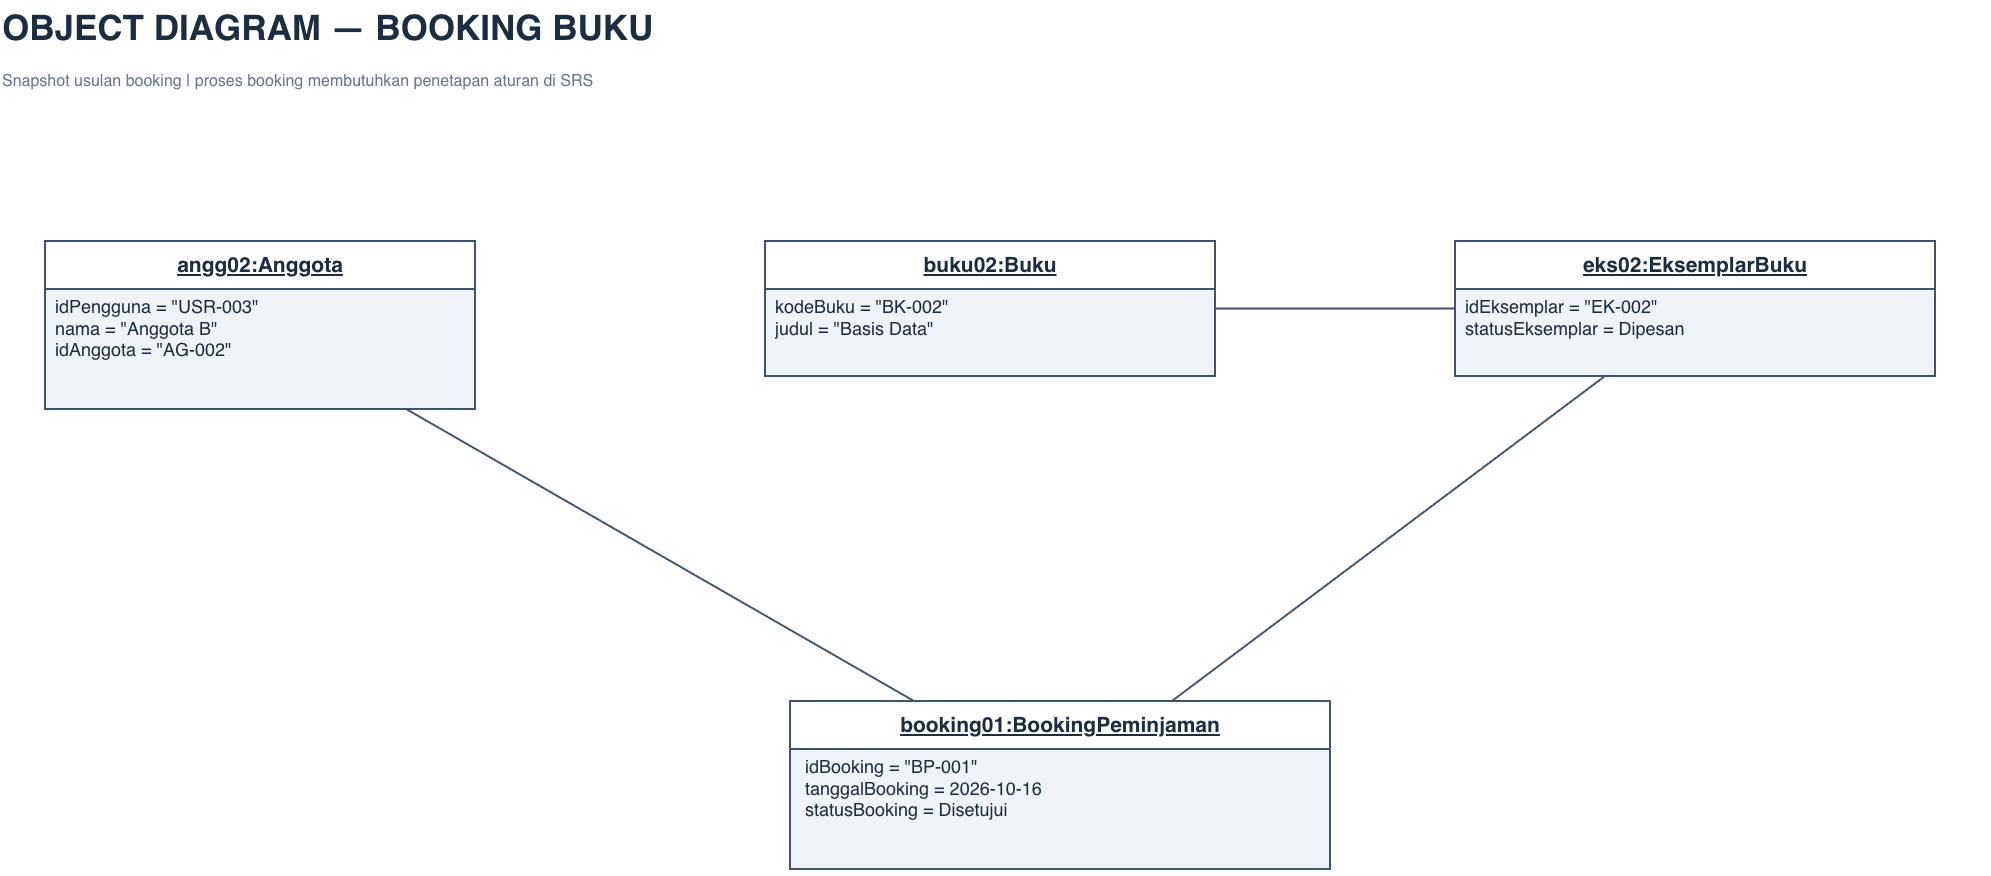 OBJECT DIAGRAM — BOOKING BUKU
Snapshot usulan booking | proses booking membutuhkan penetapan aturan di SRS
angg02:Anggota
idPengguna = "USR-003"
nama = "Anggota B"
idAnggota = "AG-002"
buku02:Buku
kodeBuku = "BK-002"
judul = "Basis Data"
eks02:EksemplarBuku
idEksemplar = "EK-002"
statusEksemplar = Dipesan
booking01:BookingPeminjaman
idBooking = "BP-001"
tanggalBooking = 2026-10-16
statusBooking = Disetujui